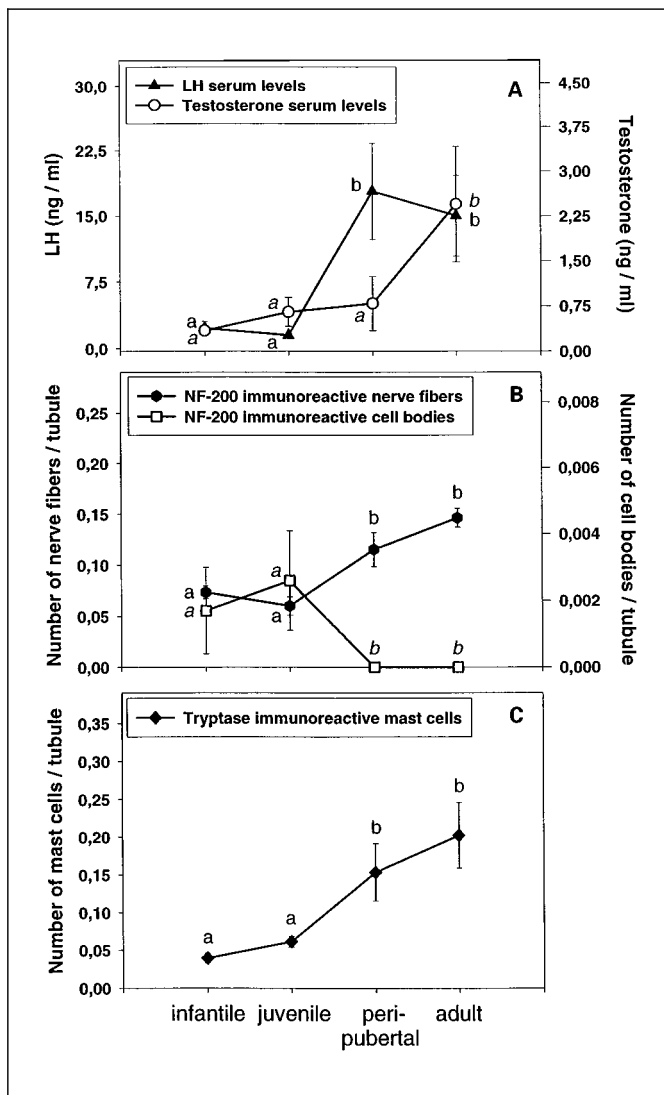 A
LH serum levels
Testosterone serum levels
LH (ng / ml)
30,0
22,5
15,0
7,5
0,0
Testosterone (ng / ml)
4,50
3,75
3,00
2,25
1,50
0,75
0,00
a
a
a
a
b
a
b
b
B
NF-200 immunoreactive nerve fibers
NF-200 immunoreactive cell bodies
Number of nerve fibers / tubule
0,25
0,20
0,15
0,10
0,05
0,00
Number of cell bodies / tubule
0,008
0,006
0,004
0,002
0,000
a
a
a
a
b
b
b
b
C
Tryptase immunoreactive mast cells
Number of mast cells / tubule
0,35
0,30
0,25
0,20
0,15
0,10
0,05
0,00
a
a
b
b
infantile
juvenile
peri-
pubertal
adult